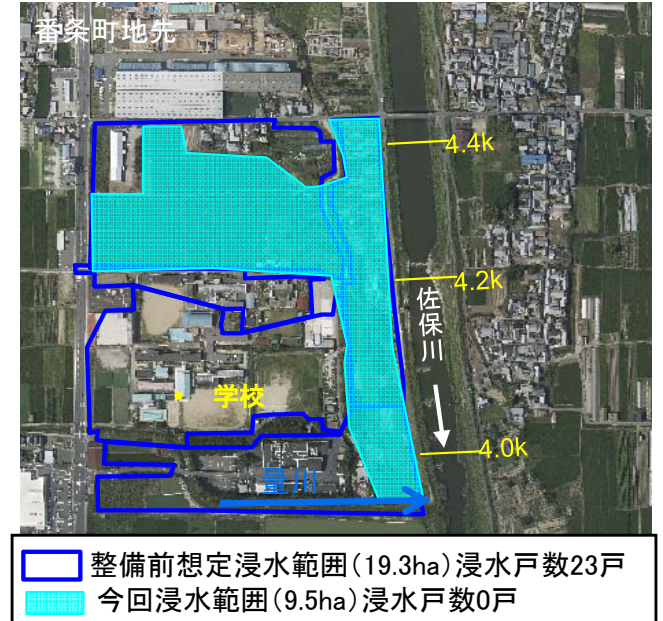 番条町地先
4.4k
4.2k
佐保川
学校
4.0k
量川
整備前想定浸水範囲(19.3ha)浸水戸数23戸
今回浸水範囲(9.5ha)浸水戸数0戸